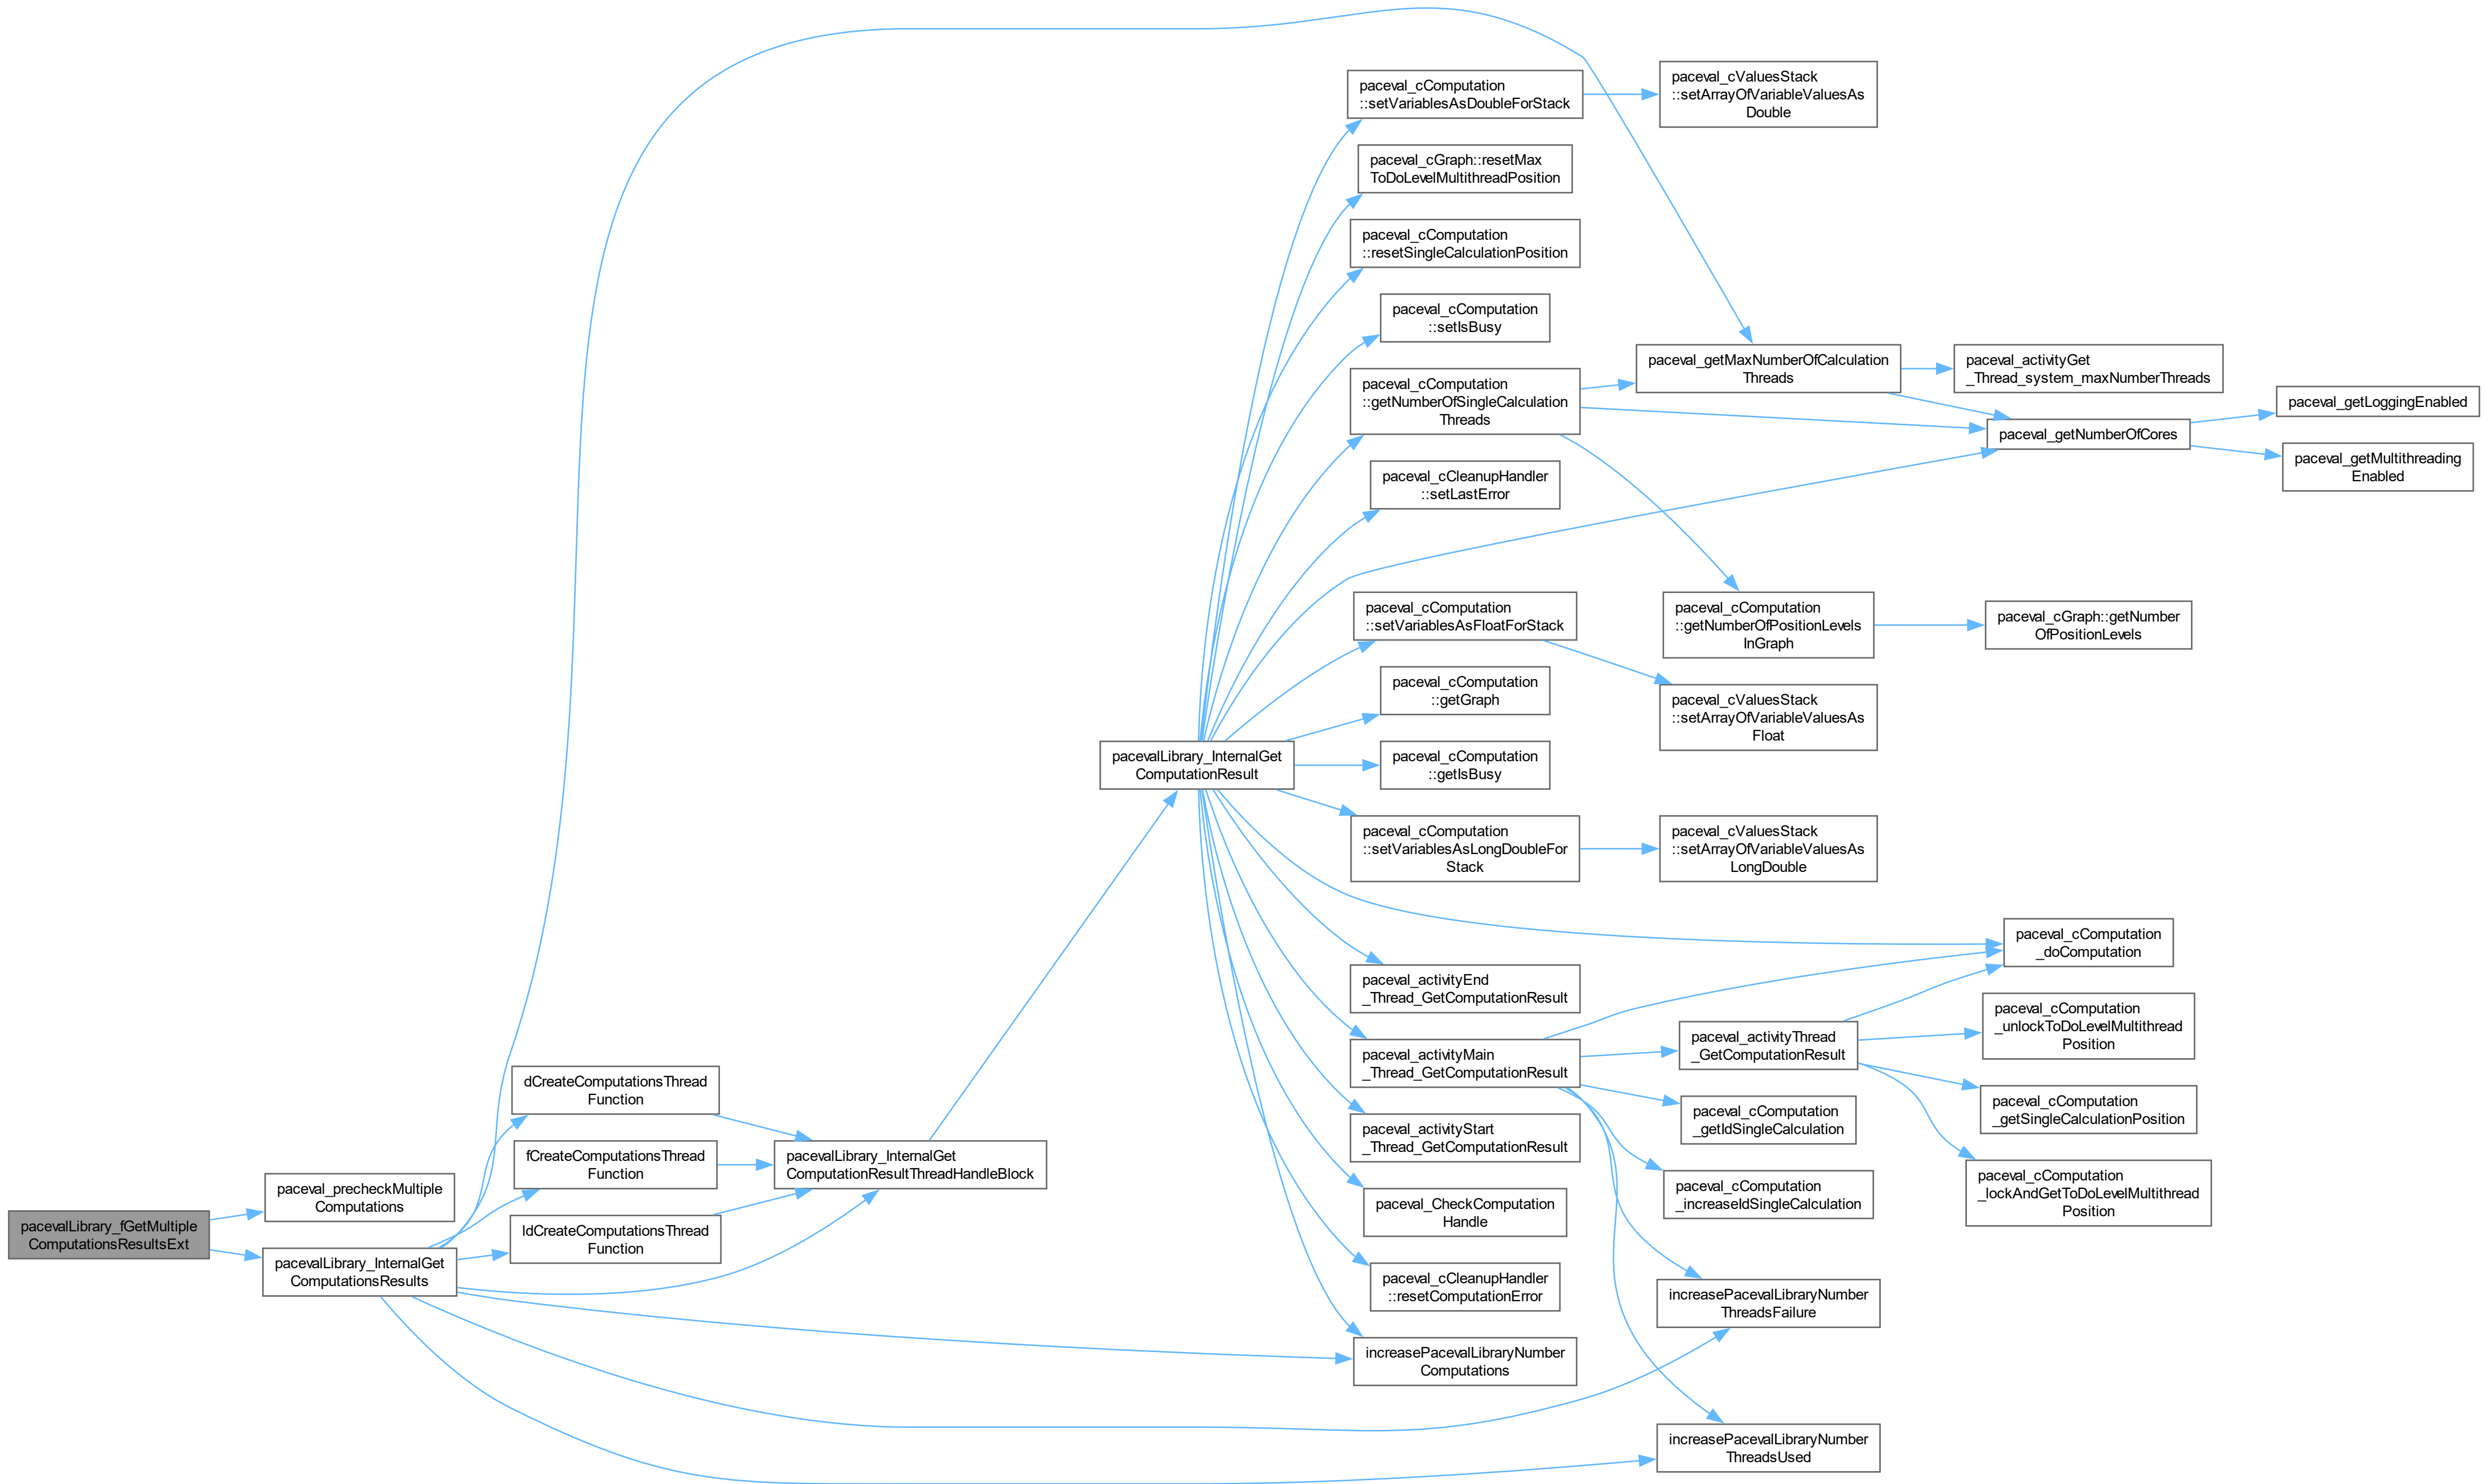 pacevalLibrary_fGetMultiple
ComputationsResultsExt
paceval_precheckMultiple
Computations
pacevalLibrary_InternalGet
ComputationsResults
dCreateComputationsThread
Function
fCreateComputationsThread
Function
ldCreateComputationsThread
Function
pacevalLibrary_InternalGet
ComputationResultThreadHandleBlock
pacevalLibrary_InternalGet
ComputationResult
paceval_cComputation
::setVariablesAsDoubleForStack
paceval_cGraph::resetMax
ToDoLevelMultithreadPosition
paceval_cComputation
::resetSingleCalculationPosition
paceval_cComputation
::setIsBusy
paceval_cComputation
::getNumberOfSingleCalculation
Threads
paceval_cCleanupHandler
::setLastError
paceval_cComputation
::setVariablesAsFloatForStack
paceval_cComputation
::getGraph
paceval_cComputation
::getIsBusy
paceval_cComputation
::setVariablesAsLongDoubleFor
Stack
paceval_activityEnd
_Thread_GetComputationResult
paceval_activityMain
_Thread_GetComputationResult
paceval_activityStart
_Thread_GetComputationResult
paceval_CheckComputation
Handle
paceval_cCleanupHandler
::resetComputationError
increasePacevalLibraryNumber
Computations
paceval_cValuesStack
::setArrayOfVariableValuesAs
Double
paceval_getMaxNumberOfCalculation
Threads
paceval_cComputation
::getNumberOfPositionLevels
InGraph
paceval_cValuesStack
::setArrayOfVariableValuesAs
Float
paceval_cValuesStack
::setArrayOfVariableValuesAs
LongDouble
paceval_activityThread
_GetComputationResult
paceval_cComputation
_getIdSingleCalculation
paceval_cComputation
_increaseIdSingleCalculation
increasePacevalLibraryNumber
ThreadsFailure
increasePacevalLibraryNumber
ThreadsUsed
paceval_activityGet
_Thread_system_maxNumberThreads
paceval_getNumberOfCores
paceval_cGraph::getNumber
OfPositionLevels
paceval_cComputation
_doComputation
paceval_cComputation
_unlockToDoLevelMultithread
Position
paceval_cComputation
_getSingleCalculationPosition
paceval_cComputation
_lockAndGetToDoLevelMultithread
Position
paceval_getLoggingEnabled
paceval_getMultithreading
Enabled